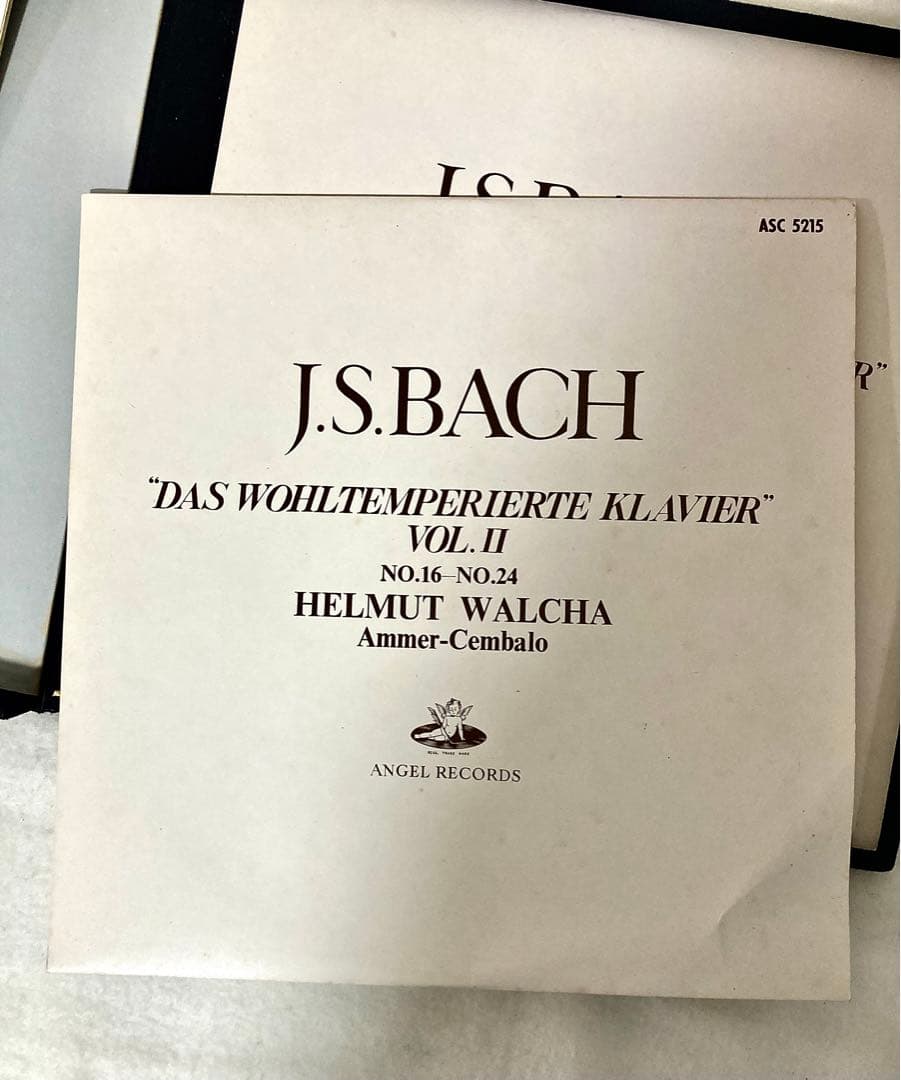 ASC 5215
J.S.BACH
"DAS WOHLTEMPERIERTE KLAVIER"
VOL. II
NO.16–NO.24
HELMUT WALCHA
Ammer-Cembalo
ANGEL RECORDS
R”